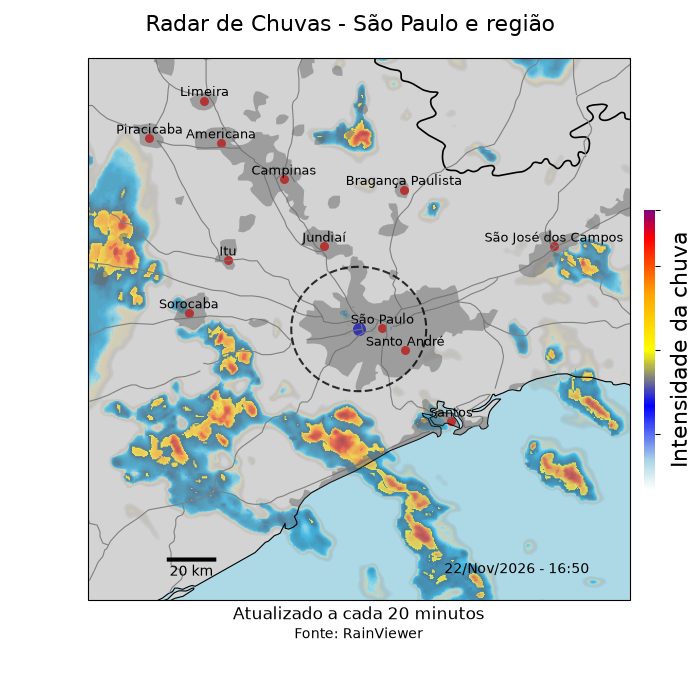 Radar de Chuvas - São Paulo e região
Limeira
Piracicaba
Americana
Campinas
Bragança Paulista
Jundiaí
São José dos Campos
Itu
Sorocaba
São Paulo
Santo André
Santos
Intensidade da chuva
22/Nov/2026 - 16:50
20 km
Atualizado a cada 20 minutos
Fonte: RainViewer